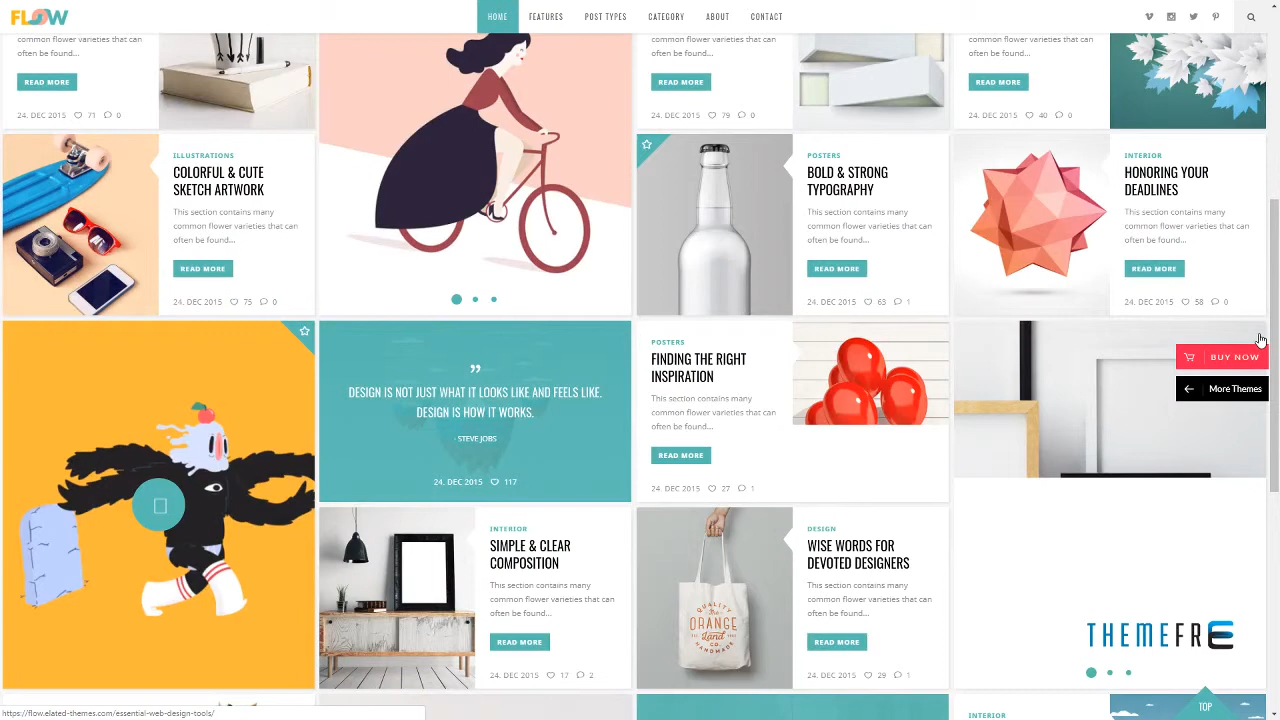 FLOW
HOME FEATURES POST TYPES CATEGORY ABOUT CONTACT
common flower varieties that can
often be found...
READ MORE
24. DEC 2015 71 0
common flower varieties that can
often be found...
READ MORE
24. DEC 2015 79 0
common flower varieties that can
often be found...
READ MORE
24. DEC 2015 40 0
ILLUSTRATIONS
COLORFUL & CUTE
SKETCH ARTWORK
This section contains many
common flower varieties that can
often be found...
READ MORE
24. DEC 2015 75 0
POSTERS
BOLD & STRONG
TYPOGRAPHY
This section contains many
common flower varieties that can
often be found...
READ MORE
24. DEC 2015 63 1
INTERIOR
HONORING YOUR
DEADLINES
This section contains many
common flower varieties that can
often be found...
READ MORE
24. DEC 2015 58 0
”
DESIGN IS NOT JUST WHAT IT LOOKS LIKE AND FEELS LIKE.
DESIGN IS HOW IT WORKS.
- STEVE JOBS
24. DEC 2015 117
POSTERS
FINDING THE RIGHT
INSPIRATION
This section contains many
common flower varieties that can
often be found...
READ MORE
24. DEC 2015 27 1
BUY NOW
More Themes
INTERIOR
SIMPLE & CLEAR
COMPOSITION
This section contains many
common flower varieties that can
often be found...
READ MORE
24. DEC 2015 17 2
QUALITY
the
ORANGE
Land
CO.
HANDMADE
DESIGN
WISE WORDS FOR
DEVOTED DESIGNERS
This section contains many
common flower varieties that can
often be found...
READ MORE
24. DEC 2015 29 1
THEMEFRE
TOP
INTERIOR
https://flow.elated-themes.com/essential-web-design-tools/